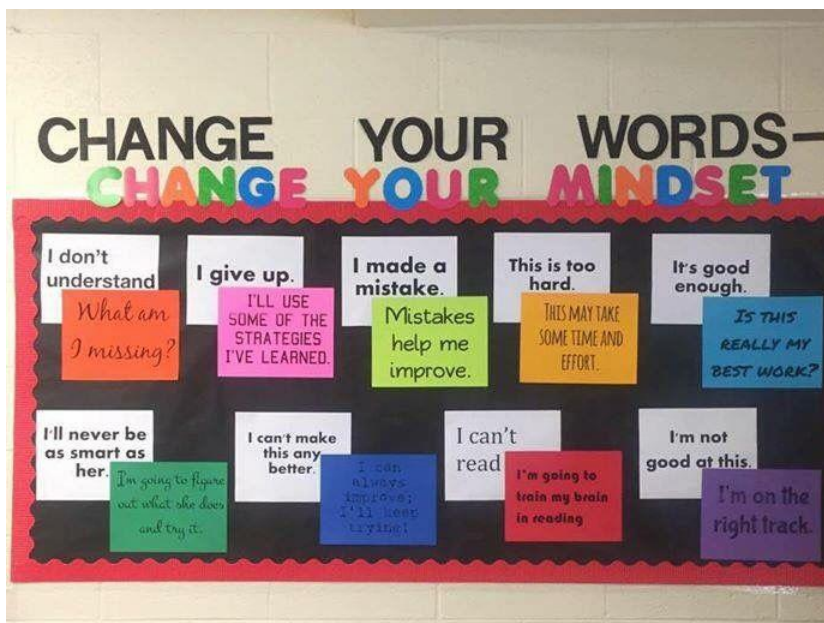 CHANGE YOUR WORDS—
CHANGE YOUR MINDSET
I don't
understand
What am
I missing?
I give up.
I'LL USE
SOME OF THE
STRATEGIES
I'VE LEARNED.
I made a
mistake.
Mistakes
help me
improve.
This is too
hard.
THIS MAY TAKE
SOME TIME AND
EFFORT.
It's good
enough.
IS THIS
REALLY MY
BEST WORK?
I'll never be
as smart as
her.
I'm going to figure
out what she does
and try it.
I can't make
this any
better.
I can
always
improve;
I'll keep
trying!
I can't
read
I'm going to
train my brain
in reading
I'm not
good at this.
I'm on the
right track.